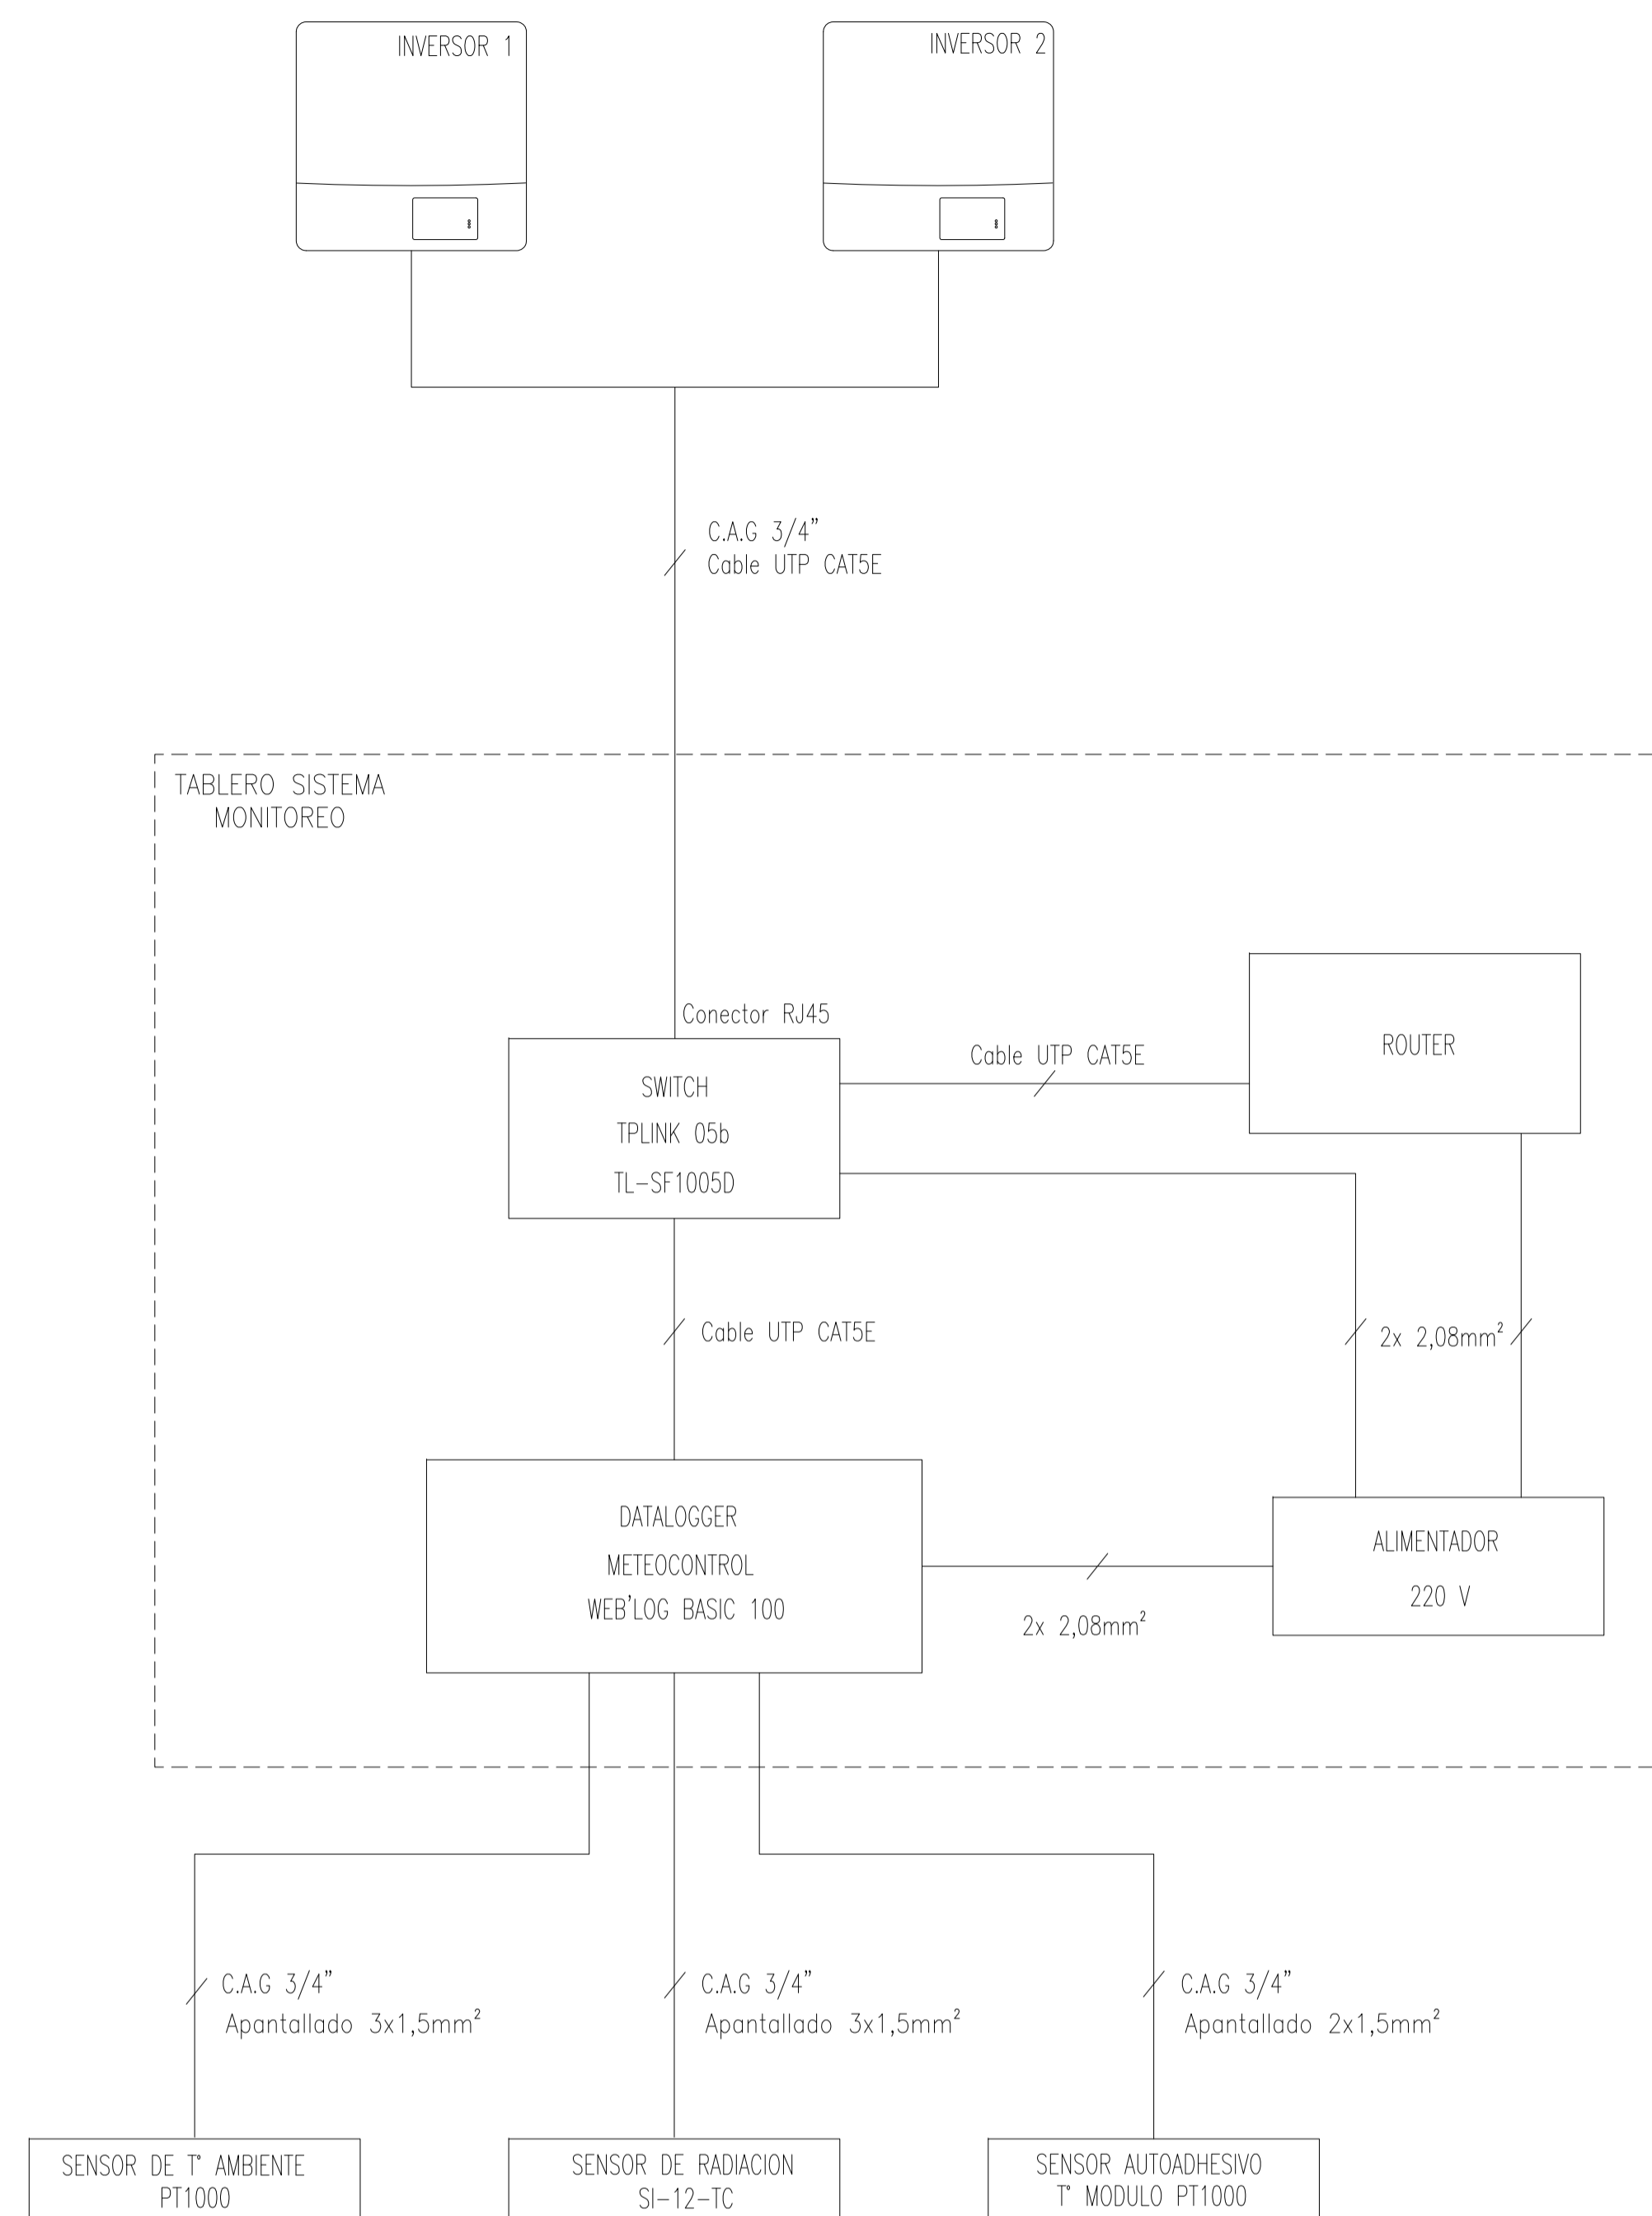 INVERSOR 1
INVERSOR 2
C.A.G 3/4"
Cable UTP CAT5E
TABLERO SISTEMA
MONITOREO
Conector RJ45
SWITCH
TPLINK 05b
TL-SF1005D
Cable UTP CAT5E
ROUTER
Cable UTP CAT5E
2x 2,08mm²
DATALOGGER
METEOCONTROL
WEB'LOG BASIC 100
2x 2,08mm²
ALIMENTADOR
220 V
C.A.G 3/4"
Apantallado 3x1,5mm²
C.A.G 3/4"
Apantallado 3x1,5mm²
C.A.G 3/4"
Apantallado 2x1,5mm²
SENSOR DE T° AMBIENTE
PT1000
SENSOR DE RADIACION
SI-12-TC
SENSOR AUTOADHESIVO
T° MODULO PT1000